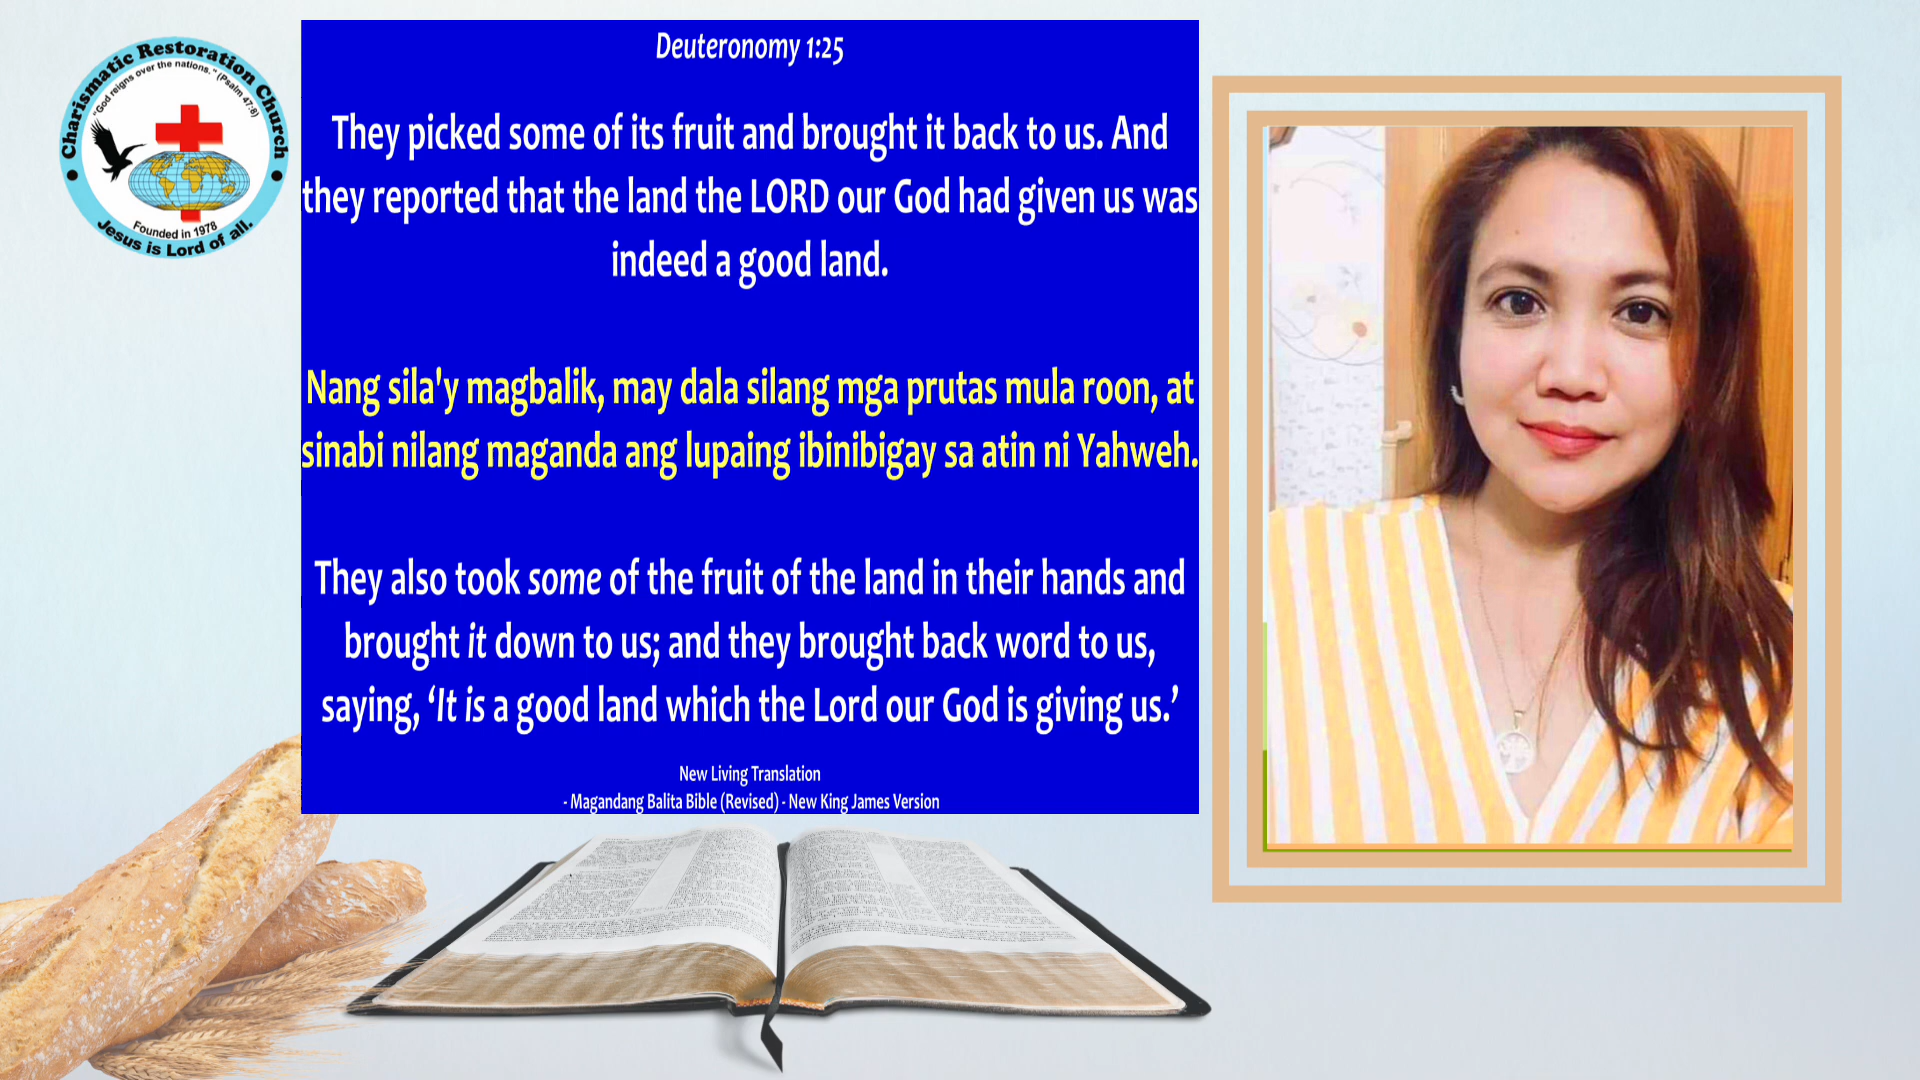 Charismatic Restoration Church
"God reigns over the nations." (Psalm 47:8)
Founded in 1978
Jesus is Lord of all.
Deuteronomy 1:25
They picked some of its fruit and brought it back to us. And
they reported that the land the LORD our God had given us was
indeed a good land.
Nang sila'y magbalik, may dala silang mga prutas mula roon, at
sinabi nilang maganda ang lupaing ibinibigay sa atin ni Yahweh.
They also took some of the fruit of the land in their hands and
brought it down to us; and they brought back word to us,
saying, ‘It is a good land which the Lord our God is giving us.’
New Living Translation
- Magandang Balita Bible (Revised) - New King James Version